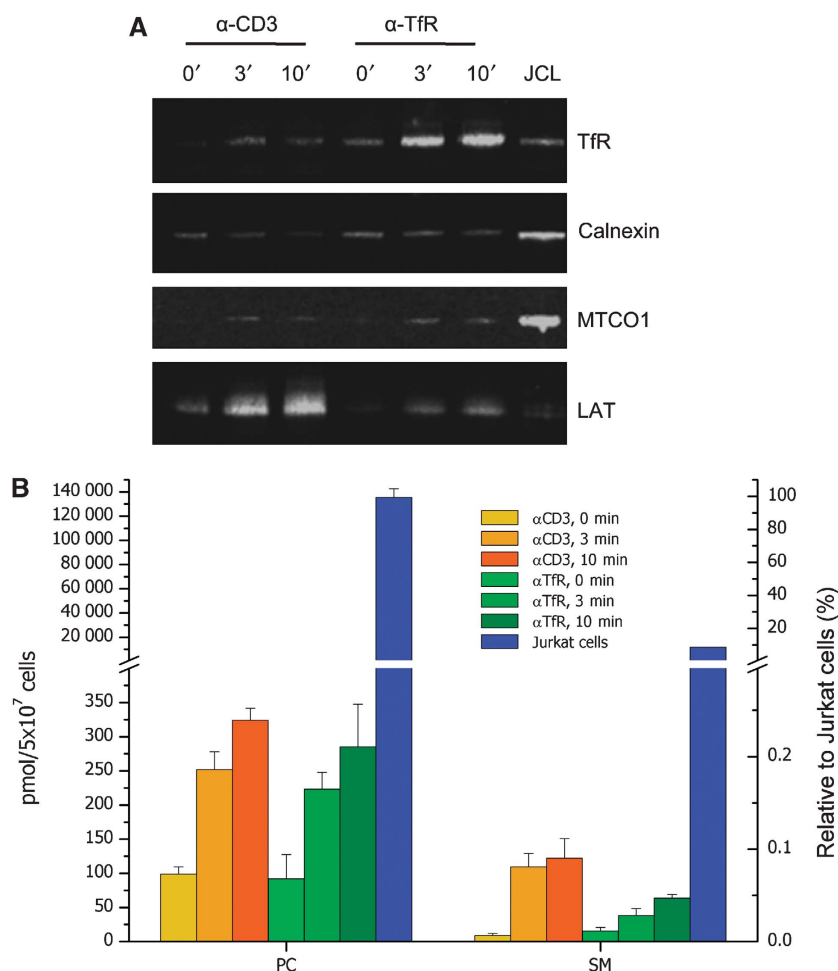 A
α-CD3 α-TfR
0′ 3′ 10′ 0′ 3′ 10′ JCL
TfR
Calnexin
MTCO1
LAT
B
pmol/5x10⁷ cells
140 000
120 000
100 000
80 000
60 000
40 000
20 000
350
300
250
200
150
100
50
0
αCD3, 0 min
αCD3, 3 min
αCD3, 10 min
αTfR, 0 min
αTfR, 3 min
αTfR, 10 min
Jurkat cells
100
80
60
40
20
0.2
0.1
0.0
Relative to Jurkat cells (%)
PC SM